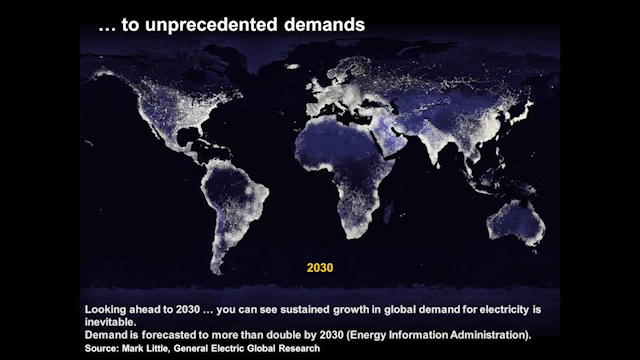 … to unprecedented demands
2030
Looking ahead to 2030 … you can see sustained growth in global demand for electricity is
inevitable.
Demand is forecasted to more than double by 2030 (Energy Information Administration).
Source: Mark Little, General Electric Global Research